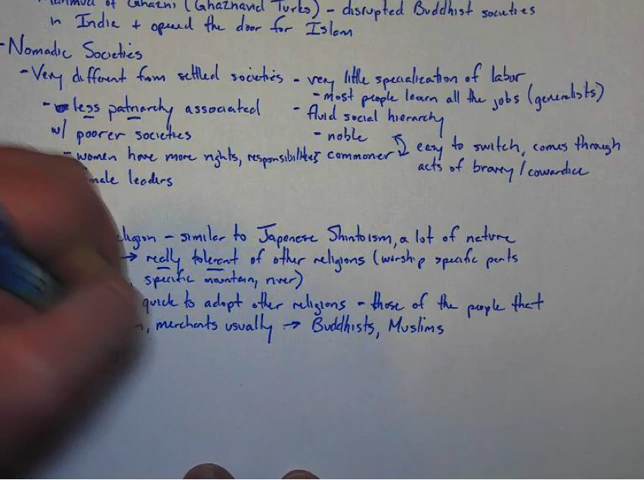 Mahmud of Ghazni (Ghaznavid Turks) - disrupted Buddhist societies
in India + opened the door for Islam
- Nomadic Societies
- Very different from settled societies
- less patriarchy associated
w/ poorer societies
- women have more rights, responsibilities
female leaders
- very little specialization of labor
- most people learn all the jobs (generalists)
- fluid social hierarchy
- noble
commoner
easy to switch, comes through
acts of bravery/cowardice
religion - similar to Japenese Shintoism, a lot of nature
→ really tolerent of other religions (worship specific parts
, specific mountain, river)
quick to adopt other religions - those of the people that
, merchants usually → Buddhists, Muslims